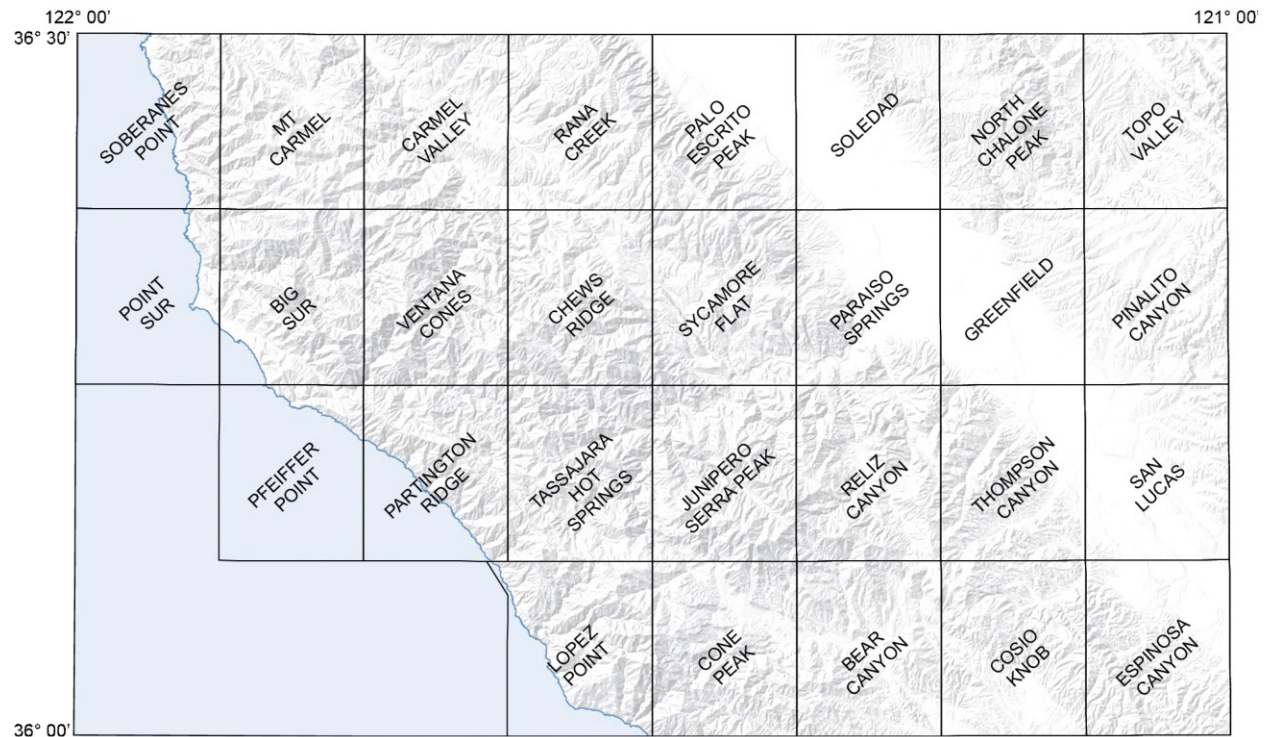 122° 00'
121° 00'
36° 30'
SOBERANES
POINT
MT
CARMEL
CARMEL
VALLEY
RANA
CREEK
PALO
ESCRITO
PEAK
SOLEDAD
NORTH
CHALONE
PEAK
TOPO
VALLEY
POINT
SUR
BIG
SUR
VENTANA
CONES
CHEWS
RIDGE
SYCAMORE
FLAT
PARAISO
SPRINGS
GREENFIELD
PINALITO
CANYON
PFEIFFER
POINT
PARTINGTON
RIDGE
TASSAJARA
HOT
SPRINGS
JUNIPERO
SERRA PEAK
RELIZ
CANYON
THOMPSON
CANYON
SAN
LUCAS
LOPEZ
POINT
CONE
PEAK
BEAR
CANYON
COSIO
KNOB
ESPINOSA
CANYON
36° 00'